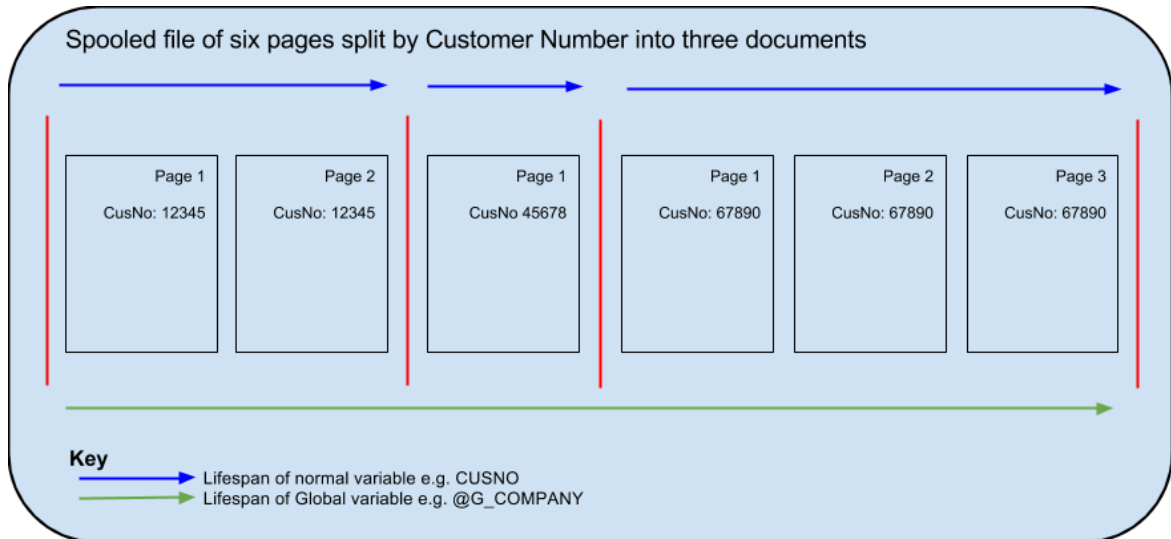 Spooled file of six pages split by Customer Number into three documents
Page 1
CusNo: 12345
Page 2
CusNo: 12345
Page 1
CusNo 45678
Page 1
CusNo: 67890
Page 2
CusNo: 67890
Page 3
CusNo: 67890
Key
Lifespan of normal variable e.g. CUSNO
Lifespan of Global variable e.g. @G_COMPANY